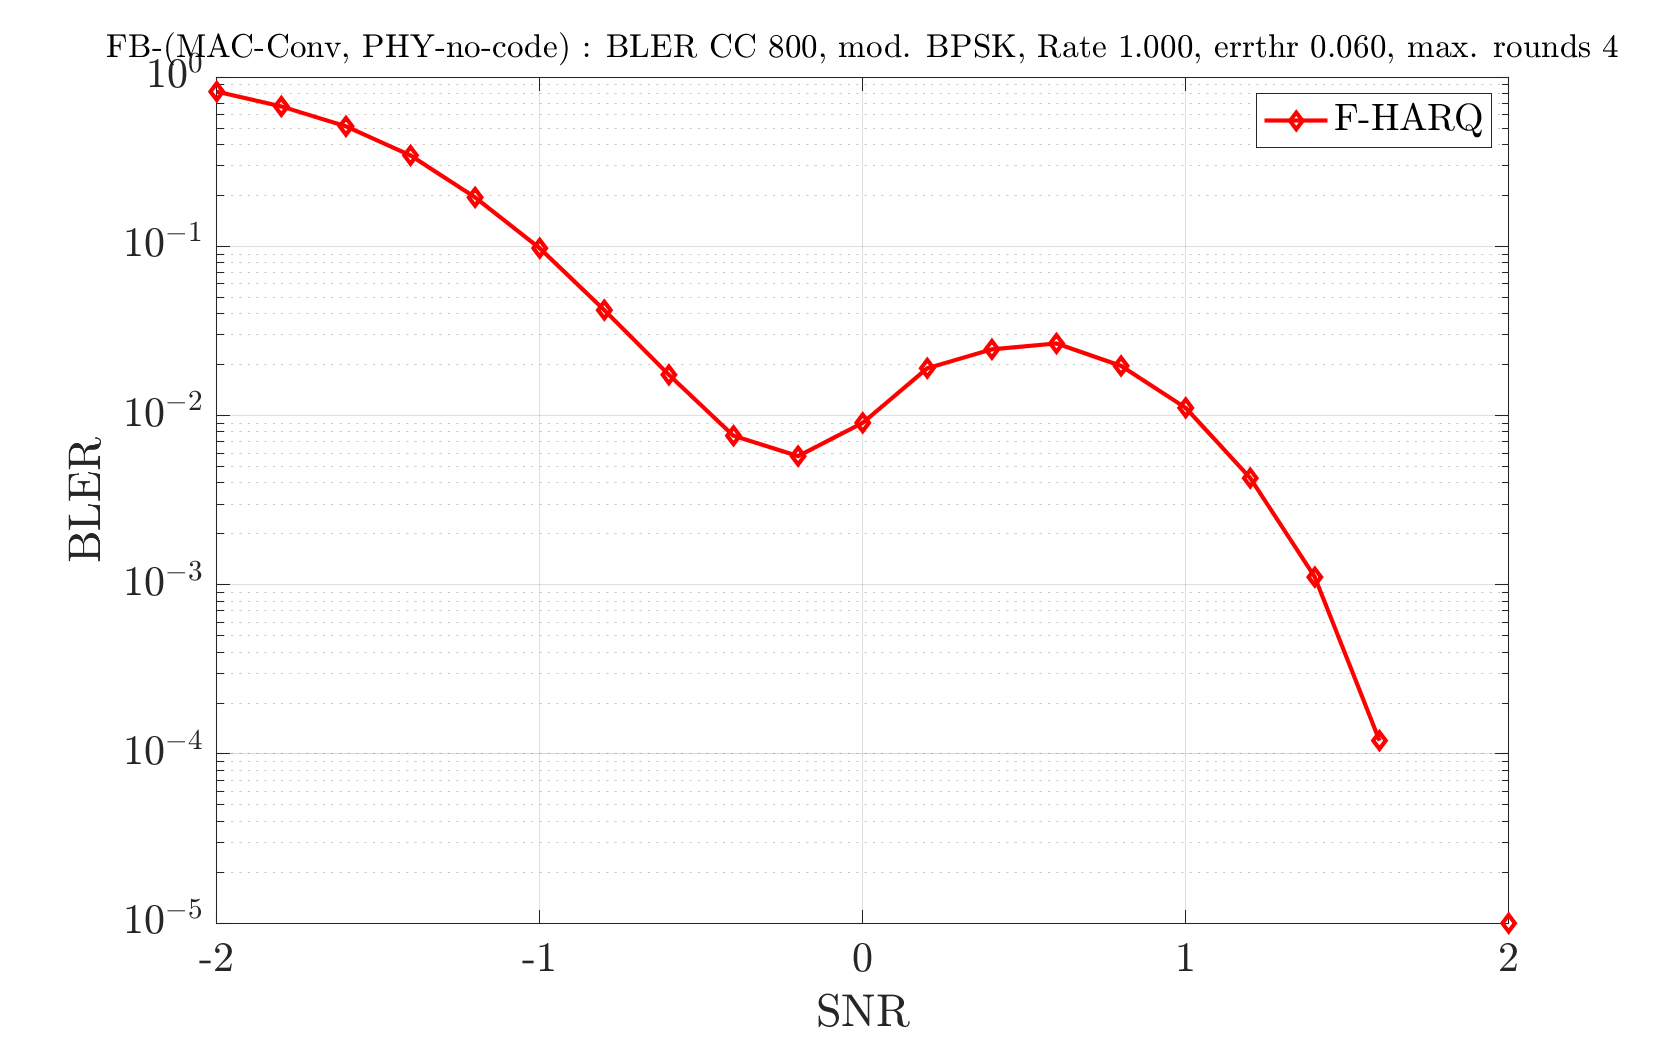 FB-(MAC-Conv, PHY-no-code) : BLER CC 800, mod. BPSK, Rate 1.000, errthr 0.060, max. rounds 4
F-HARQ
10^0
10^-1
10^-2
10^-3
10^-4
10^-5
BLER
-2 -1 0 1 2
SNR